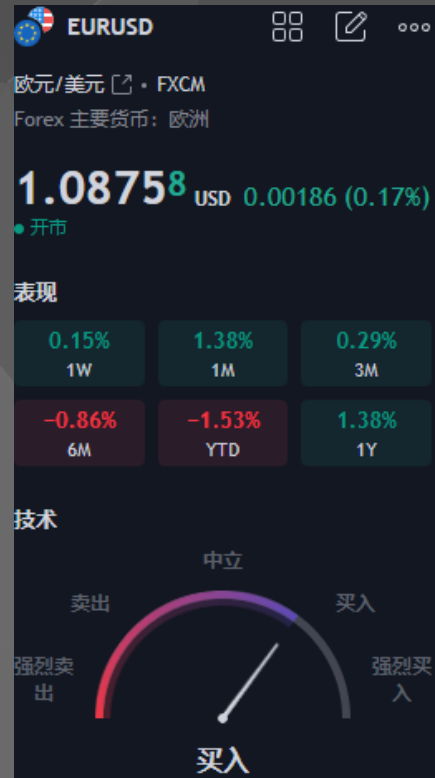 EURUSD
欧元/美元 • FXCM
Forex 主要货币: 欧洲
1.08758 USD 0.00186 (0.17%)
开市
表现
0.15% 1.38% 0.29%
1W 1M 3M
−0.86% −1.53% 1.38%
6M YTD 1Y
技术
中立
卖出 买入
强烈卖出 强烈买入
买入